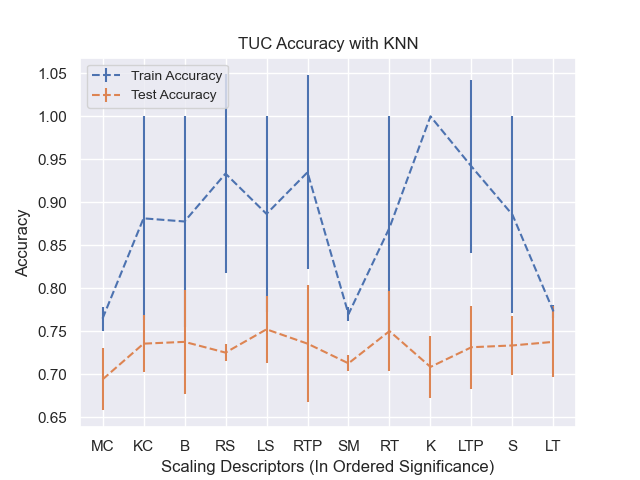 TUC Accuracy with KNN
Train Accuracy
Test Accuracy
1.05
1.00
0.95
0.90
0.85
0.80
0.75
0.70
0.65
Accuracy
MC KC B RS LS RTP SM RT K LTP S LT
Scaling Descriptors (In Ordered Significance)